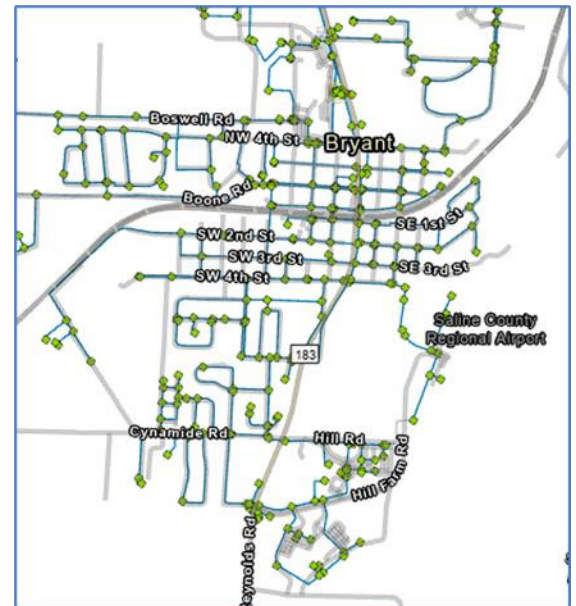 Boswell Rd
NW 4th St
Bryant
Boone Rd
SE 1st St
SW 2nd St
SW 3rd St
SE 3rd St
SW 4th St
Saline County
Regional Airport
183
Cynamide Rd
Hill Rd
Hill Farm Rd
Reynolds Rd